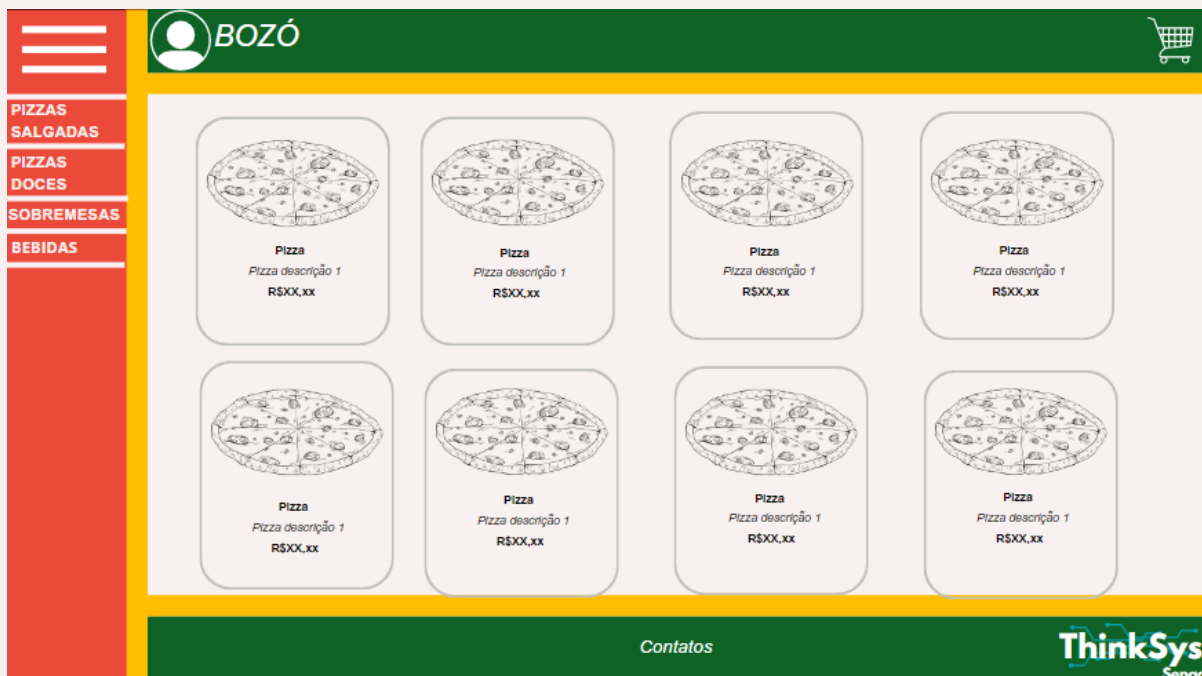 BOZÓ
PIZZAS
SALGADAS
PIZZAS
DOCES
SOBREMESAS
BEBIDAS
Pizza
Pizza descrição 1
R$XX,xx
Pizza
Pizza descrição 1
R$XX,xx
Pizza
Pizza descrição 1
R$XX,xx
Pizza
Pizza descrição 1
R$XX,xx
Pizza
Pizza descrição 1
R$XX,xx
Pizza
Pizza descrição 1
R$XX,xx
Pizza
Pizza descrição 1
R$XX,xx
Pizza
Pizza descrição 1
R$XX,xx
Contatos
ThinkSys